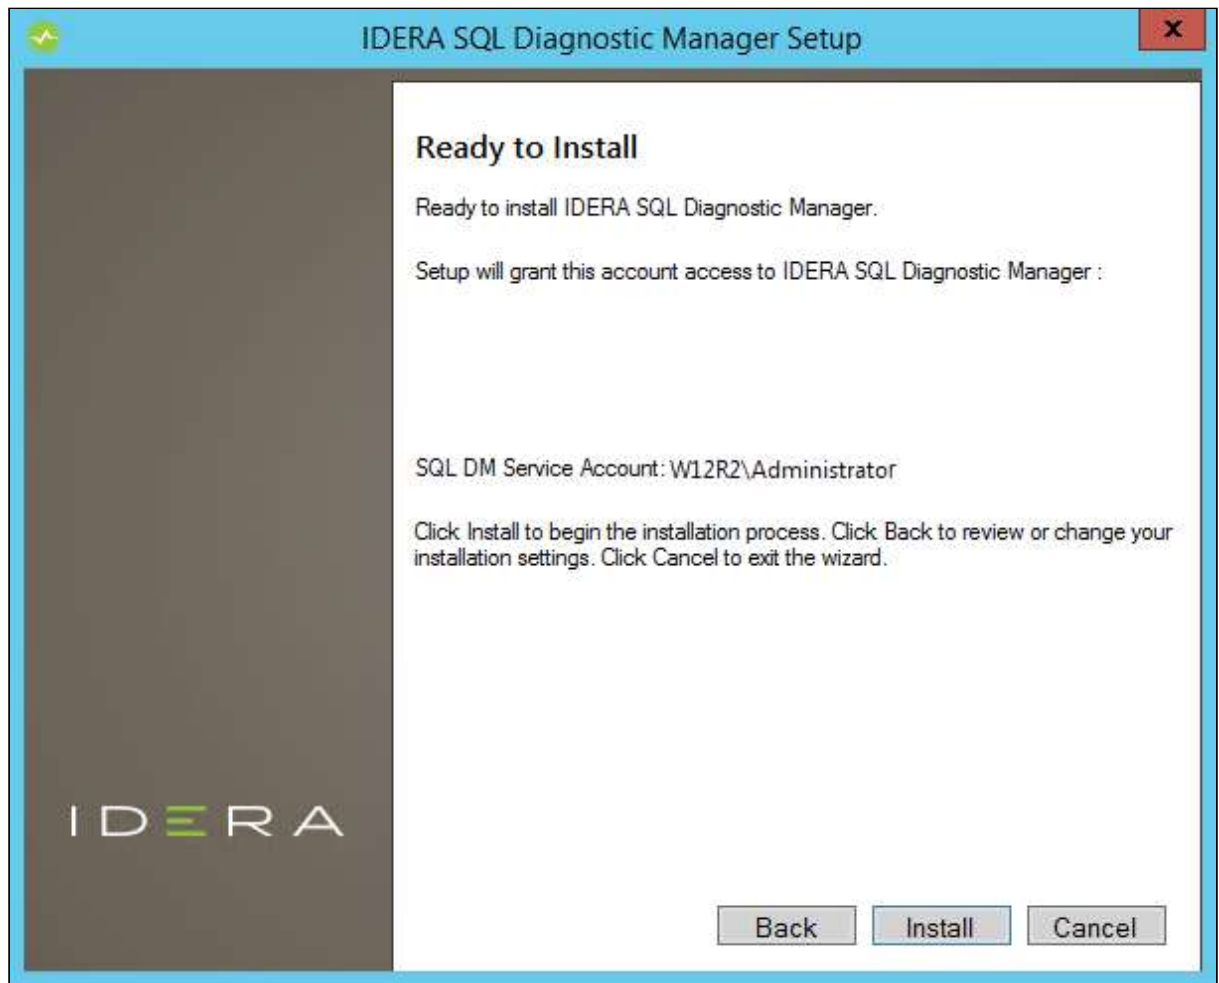 IDERA SQL Diagnostic Manager Setup
x
Ready to Install
Ready to install IDERA SQL Diagnostic Manager.
Setup will grant this account access to IDERA SQL Diagnostic Manager :
SQL DM Service Account: W12R2\Administrator
Click Install to begin the installation process. Click Back to review or change your
installation settings. Click Cancel to exit the wizard.
IDERA
Back Install Cancel